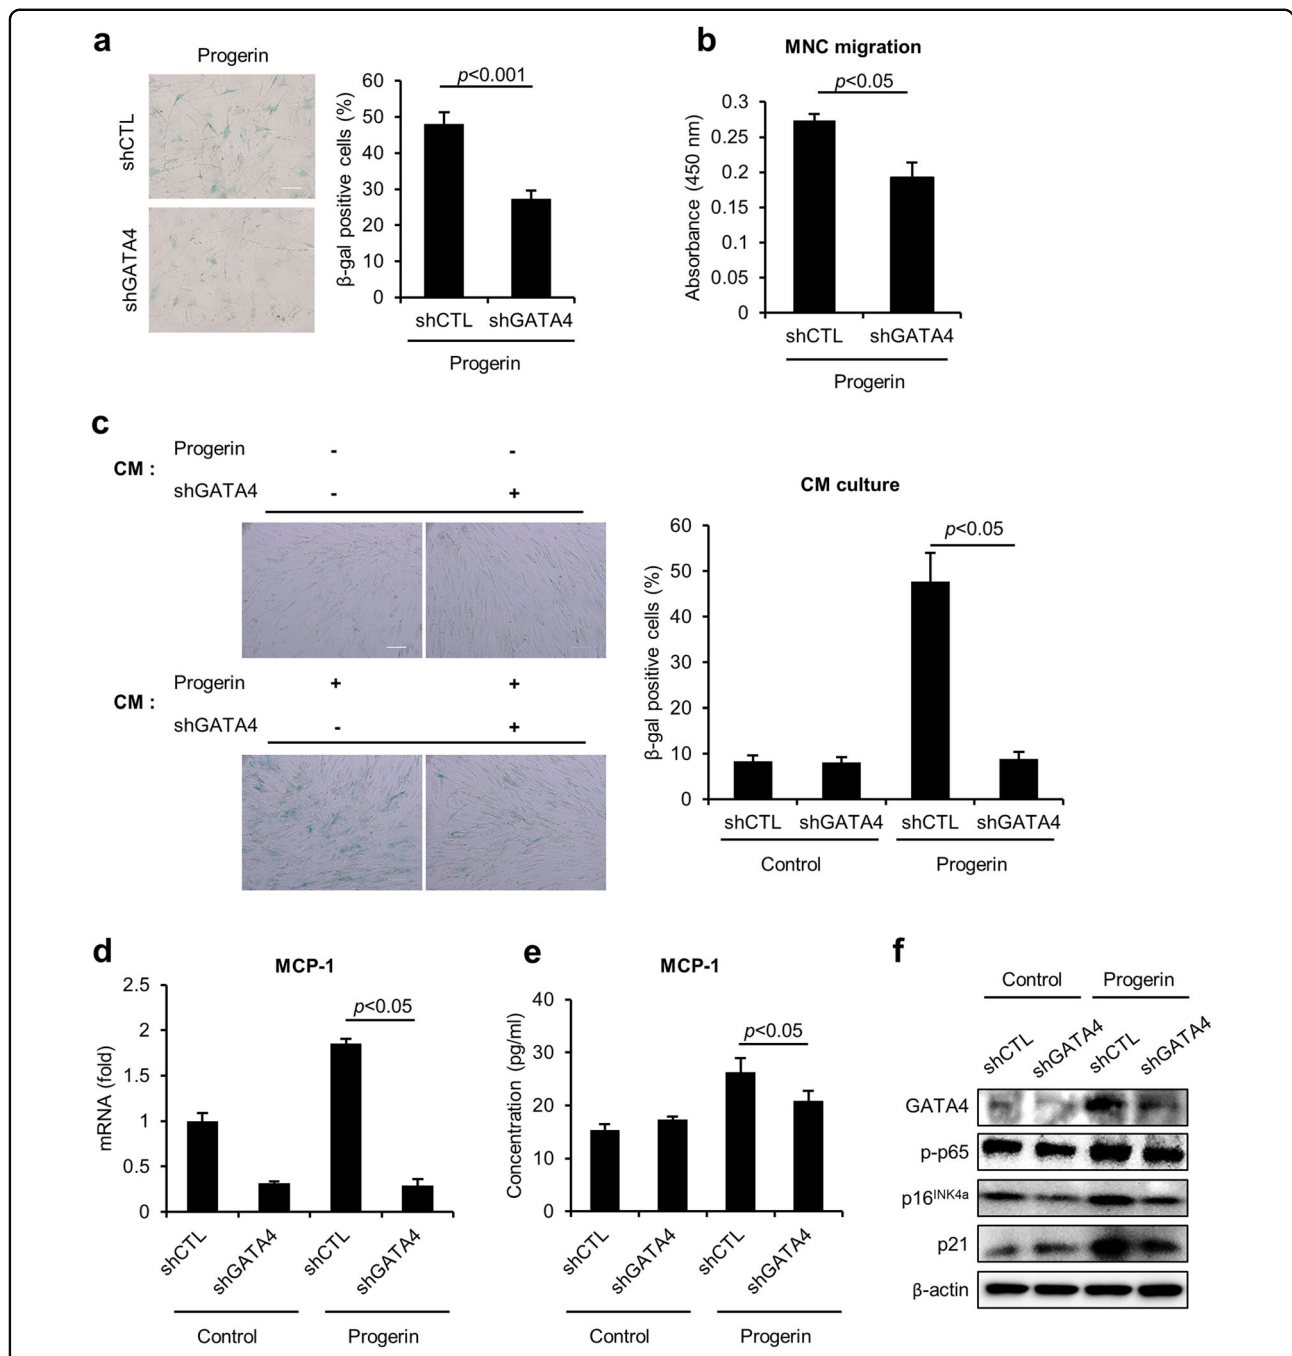 a
Progerin
shCTL
shGATA4
β-gal positive cells (%)
60
50
40
30
20
10
0
p<0.001
shCTL shGATA4
Progerin
b
MNC migration
Absorbance (450 nm)
0.3
0.25
0.2
0.15
0.1
0.05
0
p<0.05
shCTL shGATA4
Progerin
c
CM :
Progerin - -
shGATA4 - +
CM :
Progerin + +
shGATA4 - +
CM culture
β-gal positive cells (%)
60
50
40
30
20
10
0
p<0.05
shCTL shGATA4 shCTL shGATA4
Control Progerin
d
MCP-1
mRNA (fold)
2.5
2
1.5
1
0.5
0
p<0.05
shCTL shGATA4 shCTL shGATA4
Control Progerin
e
MCP-1
Concentration (pg/ml)
40
30
20
10
0
p<0.05
shCTL shGATA4 shCTL shGATA4
Control Progerin
f
Control Progerin
shCTL shGATA4 shCTL shGATA4
GATA4
p-p65
p16INK4a
p21
β-actin